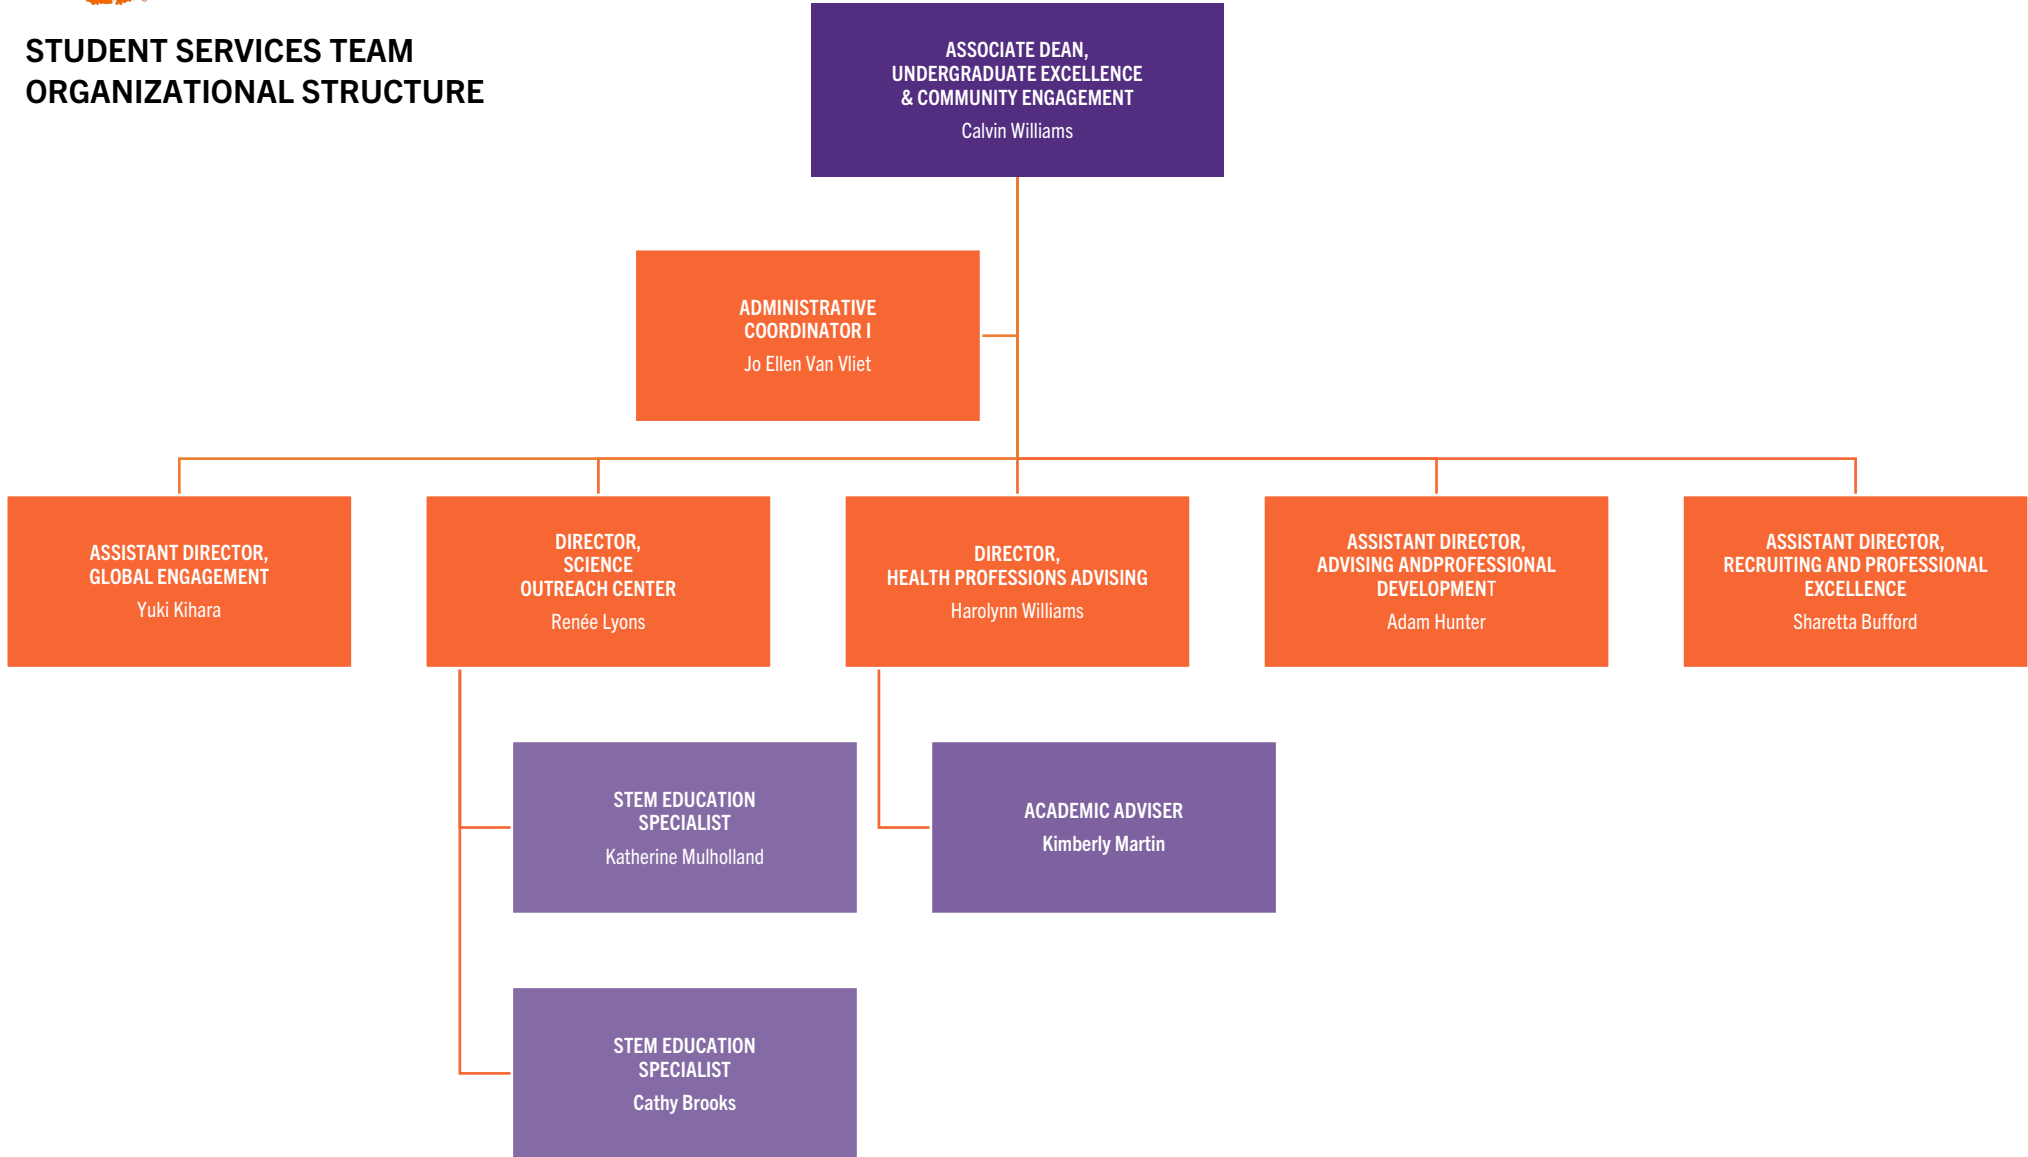 STUDENT SERVICES TEAM
ORGANIZATIONAL STRUCTURE
ASSOCIATE DEAN,
UNDERGRADUATE EXCELLENCE
& COMMUNITY ENGAGEMENT
Calvin Williams
ADMINISTRATIVE
COORDINATOR I
Jo Ellen Van Vliet
ASSISTANT DIRECTOR,
GLOBAL ENGAGEMENT
Yuki Kihara
DIRECTOR,
SCIENCE
OUTREACH CENTER
Renée Lyons
DIRECTOR,
HEALTH PROFESSIONS ADVISING
Harolynn Williams
ASSISTANT DIRECTOR,
ADVISING ANDPROFESSIONAL
DEVELOPMENT
Adam Hunter
ASSISTANT DIRECTOR,
RECRUITING AND PROFESSIONAL
EXCELLENCE
Sharetta Bufford
STEM EDUCATION
SPECIALIST
Katherine Mulholland
ACADEMIC ADVISER
Kimberly Martin
STEM EDUCATION
SPECIALIST
Cathy Brooks